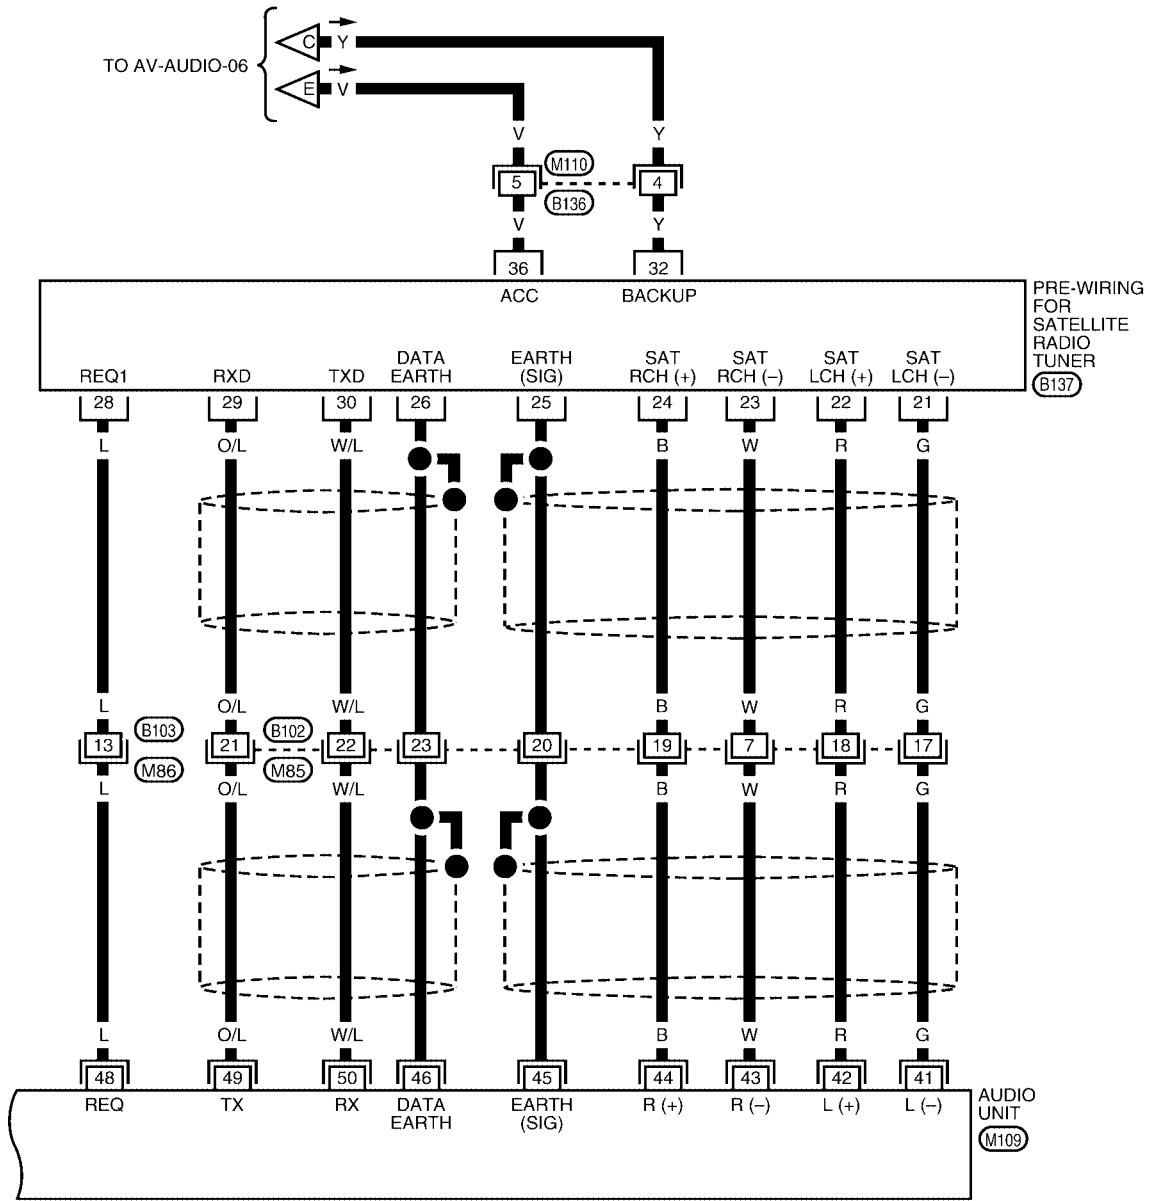 C Y
TO AV-AUDIO-06
E V
V Y
M110
5 4
B136
V Y
36 32
ACC BACKUP
PRE-WIRING
FOR
SATELLITE
RADIO
TUNER
B137
DATA EARTH SAT SAT SAT SAT
REQ1 RXD TXD EARTH (SIG) RCH (+) RCH (–) LCH (+) LCH (–)
28 29 30 26 25 24 23 22 21
L O/L W/L B W R G
L O/L W/L B W R G
B103 B102
13 21 22 23 20 19 7 18 17
M86 M85
L O/L W/L B W R G
L O/L W/L B W R G
48 49 50 46 45 44 43 42 41
REQ TX RX DATA EARTH R (+) R (–) L (+) L (–)
EARTH (SIG)
AUDIO
UNIT
M109